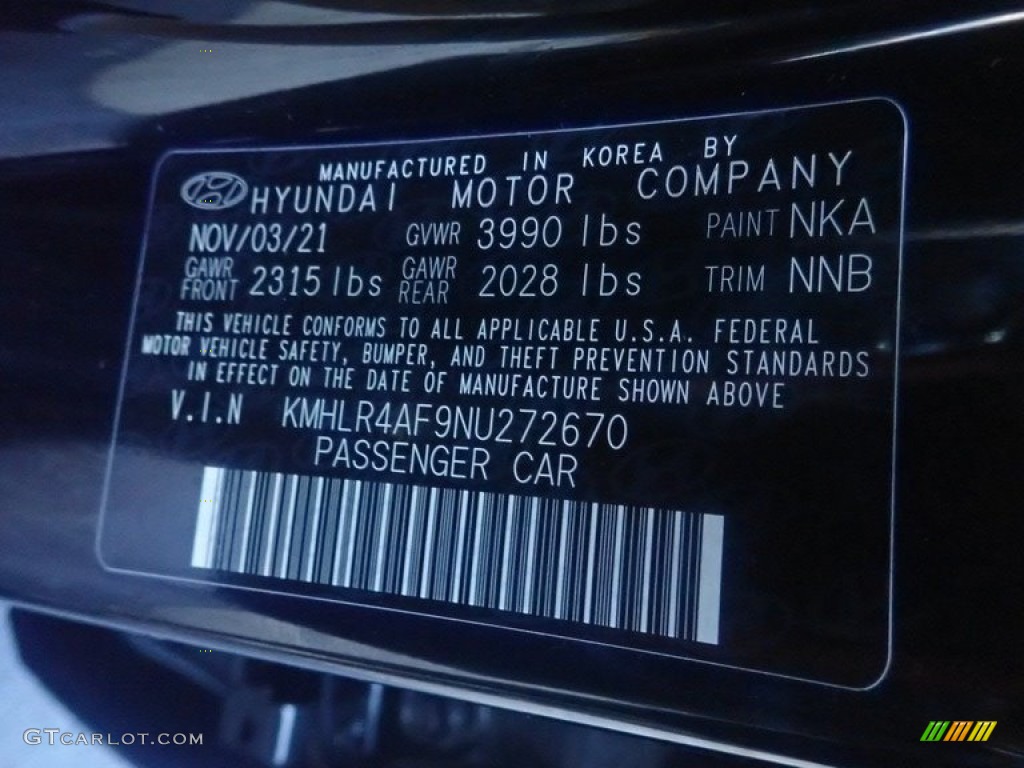 MANUFACTURED IN KOREA BY
HYUNDAI MOTOR COMPANY
NOV/03/21 GVWR 3990 lbs PAINT NKA
GAWR FRONT 2315 lbs GAWR REAR 2028 lbs TRIM NNB
THIS VEHICLE CONFORMS TO ALL APPLICABLE U.S.A. FEDERAL
MOTOR VEHICLE SAFETY, BUMPER, AND THEFT PREVENTION STANDARDS
IN EFFECT ON THE DATE OF MANUFACTURE SHOWN ABOVE
V.I.N KMHLR4AF9NU272670
PASSENGER CAR
GTCARLOT.COM